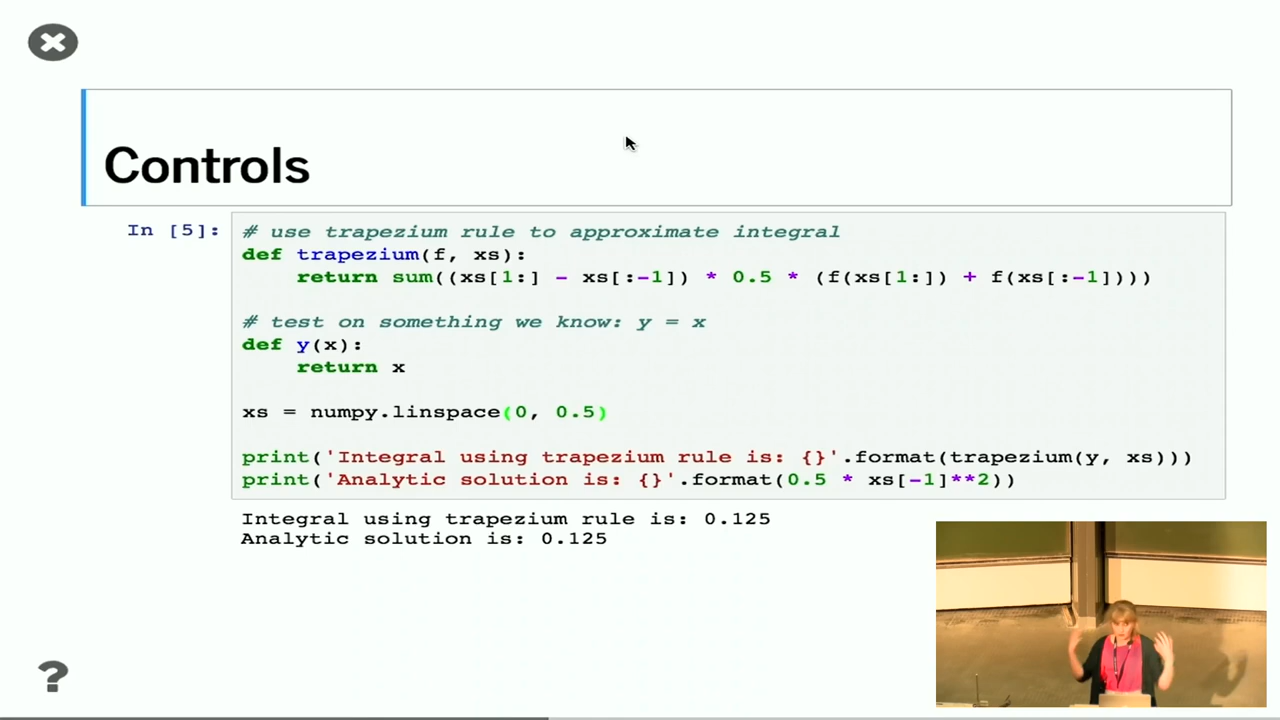 Controls
In [5]:
# use trapezium rule to approximate integral
def trapezium(f, xs):
    return sum((xs[1:] - xs[:-1]) * 0.5 * (f(xs[1:]) + f(xs[:-1])))
# test on something we know: y = x
def y(x):
    return x
xs = numpy.linspace(0, 0.5)
print('Integral using trapezium rule is: {}'.format(trapezium(y, xs)))
print('Analytic solution is: {}'.format(0.5 * xs[-1]**2))
Integral using trapezium rule is: 0.125
Analytic solution is: 0.125
?